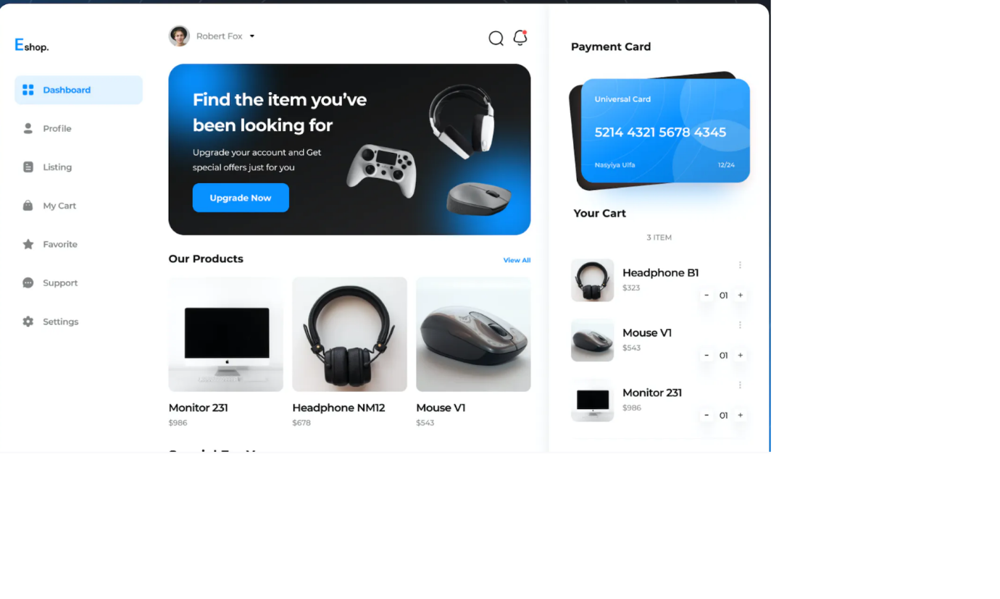 Eshop.
Dashboard
Profile
Listing
My Cart
Favorite
Support
Settings
Robert Fox
Find the item you’ve
been looking for
Upgrade your account and Get
special offers just for you
Upgrade Now
Our Products
View All
Monitor 231
$986
Headphone NM12
$678
Mouse V1
$543
Payment Card
Universal Card
5214 4321 5678 4345
Nasyiya Ulfa
12/24
Your Cart
3 ITEM
Headphone B1
$323
- 01 +
Mouse V1
$543
- 01 +
Monitor 231
$986
- 01 +